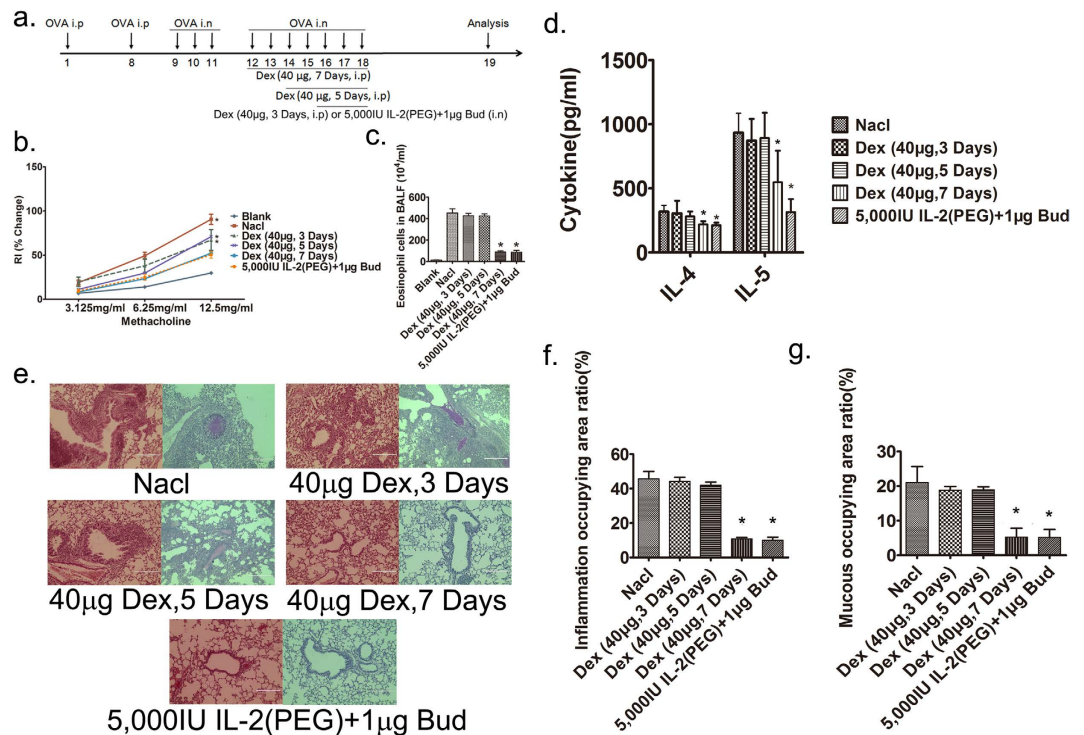 a.
OVA i.p OVA i.p OVA i.n OVA i.n Analysis
1 8 9 10 11 12 13 14 15 16 17 18 19
Dex (40 µg, 7 Days, i.p)
Dex (40 µg, 5 Days, i.p)
Dex (40µg, 3 Days, i.p) or 5,000IU IL-2(PEG)+1µg Bud (i.n)
b.
RI (% Change)
150
100
50
0
3.125mg/ml 6.25mg/ml 12.5mg/ml
Methacholine
* Blank
Nacl
* Dex (40µg, 3 Days)
* Dex (40µg, 5 Days)
Dex (40µg, 7 Days)
5,000IU IL-2(PEG)+1µg Bud
c.
Eosinophil cells in BALF (10⁴/ml)
600
400
200
0
* *
Blank
Nacl
Dex (40µg, 3 Days)
Dex (40µg, 5 Days)
Dex (40µg, 7 Days)
5,000IU IL-2(PEG)+1µg Bud
d.
Cytokine(pg/ml)
1500
1000
500
0
* * * *
IL-4 IL-5
Nacl
Dex (40µg,3 Days)
Dex (40µg,5 Days)
Dex (40µg,7 Days)
5,000IU IL-2(PEG)+1µg Bud
e.
Nacl
40µg Dex,3 Days
40µg Dex,5 Days
40µg Dex,7 Days
5,000IU IL-2(PEG)+1µg Bud
f.
Inflammation occupying area ratio(%)
60
40
20
0
* *
Nacl
Dex (40µg,3 Days)
Dex (40µg,5 Days)
Dex (40µg,7 Days)
5,000IU IL-2(PEG)+1µg Bud
g.
Mucous occupying area ratio(%)
30
20
10
0
* *
Nacl
Dex (40µg,3 Days)
Dex (40µg,5 Days)
Dex (40µg,7 Days)
5,000IU IL-2(PEG)+1µg Bud